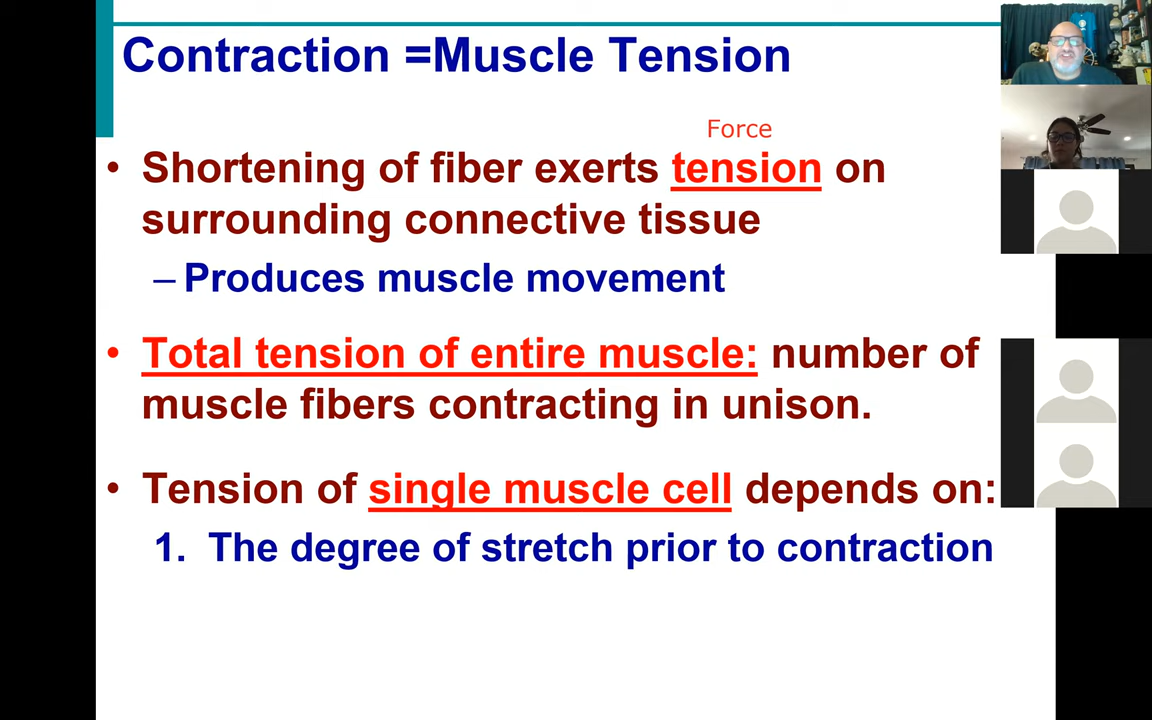 Contraction =Muscle Tension
Force
• Shortening of fiber exerts tension on
surrounding connective tissue
– Produces muscle movement
• Total tension of entire muscle: number of
muscle fibers contracting in unison.
• Tension of single muscle cell depends on:
1. The degree of stretch prior to contraction